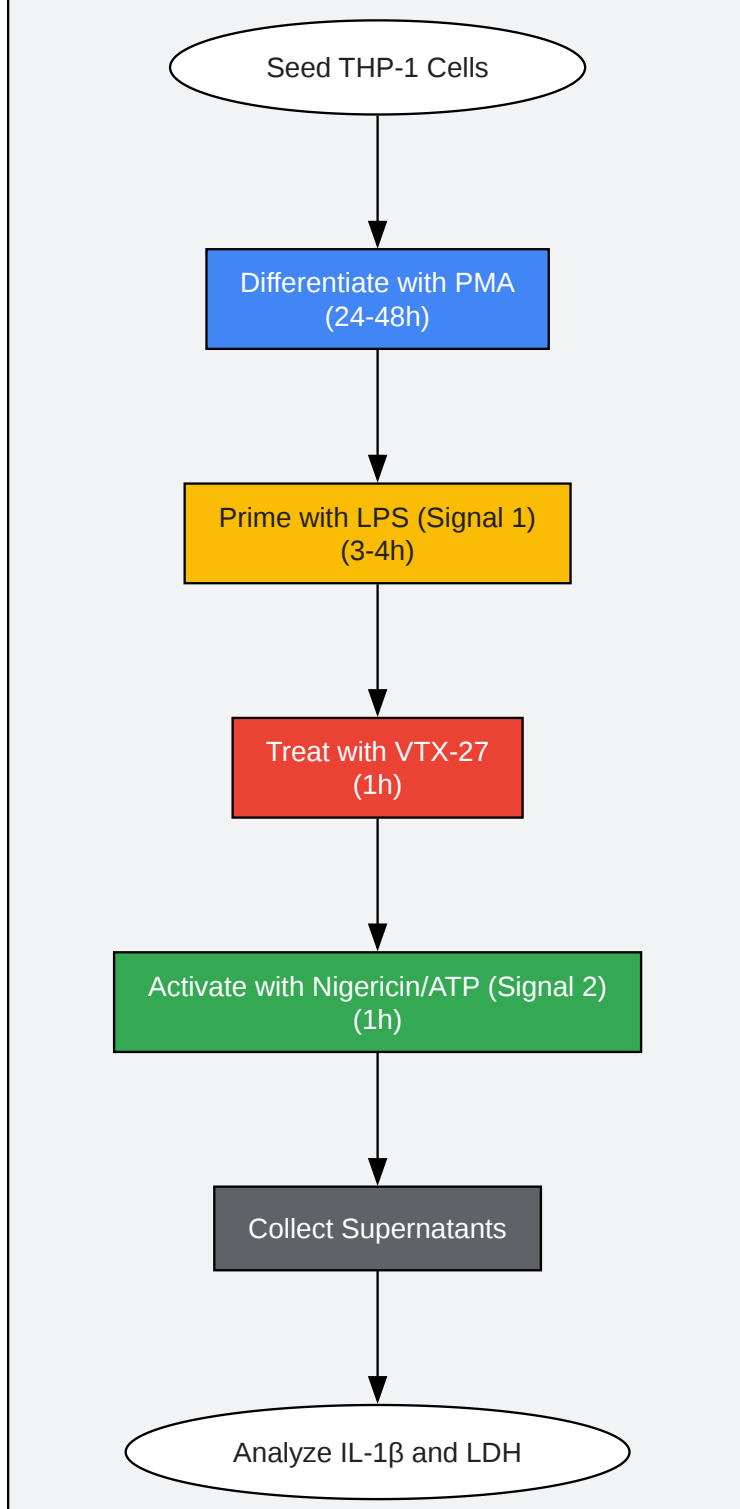 Seed THP-1 Cells
Differentiate with PMA
(24-48h)
Prime with LPS (Signal 1)
(3-4h)
Treat with VTX-27
(1h)
Activate with Nigericin/ATP (Signal 2)
(1h)
Collect Supernatants
Analyze IL-1β and LDH